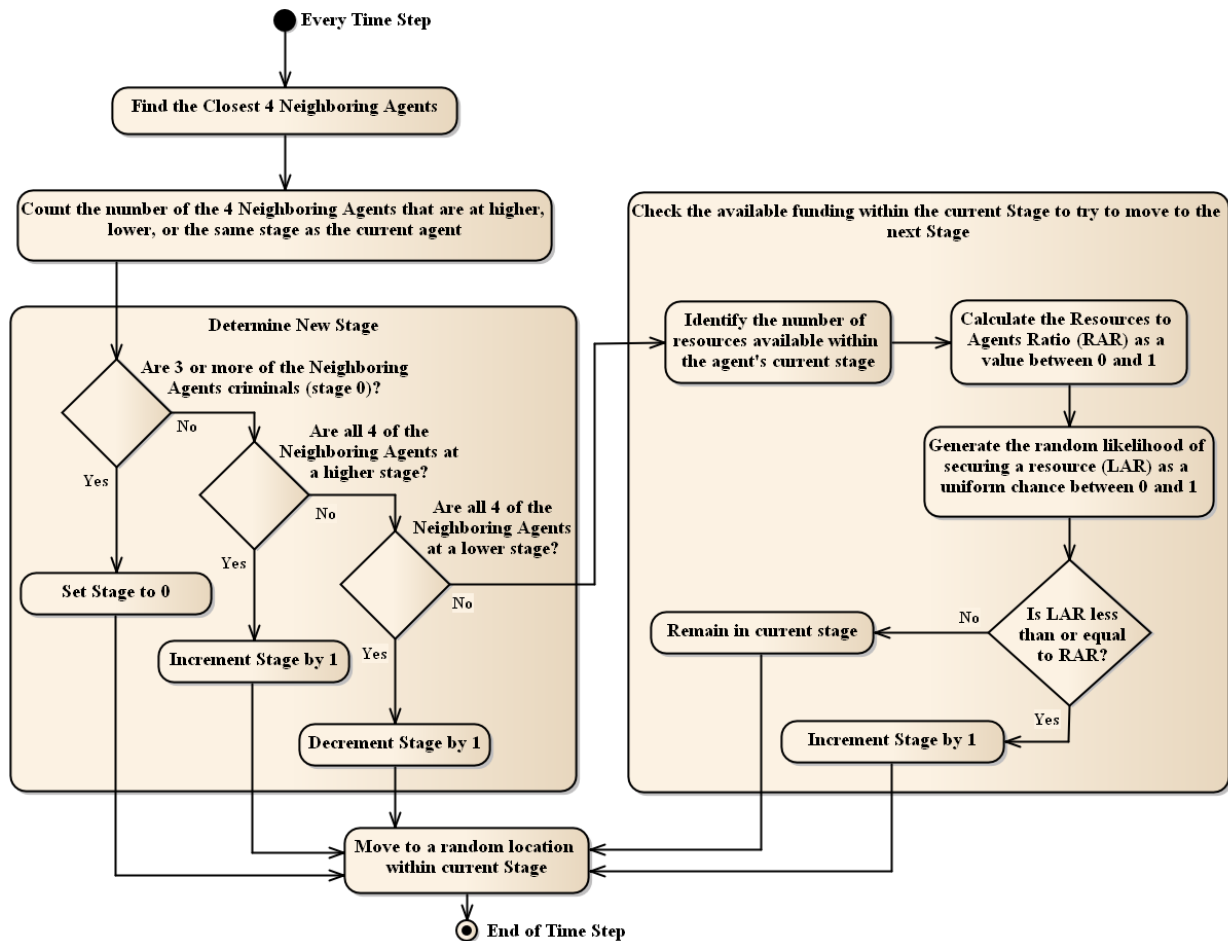 Every Time Step
Find the Closest 4 Neighboring Agents
Count the number of the 4 Neighboring Agents that are at higher,
lower, or the same stage as the current agent
Determine New Stage
Are 3 or more of the Neighboring
Agents criminals (stage 0)?
No
Yes
Are all 4 of the
Neighboring Agents at
a higher stage?
No
Yes
Are all 4 of the
Neighboring Agents
at a lower stage?
No
Yes
Set Stage to 0
Increment Stage by 1
Decrement Stage by 1
Check the available funding within the current Stage to try to move to the
next Stage
Identify the number of
resources available within
the agent's current stage
Calculate the Resources to
Agents Ratio (RAR) as a
value between 0 and 1
Generate the random likelihood of
securing a resource (LAR) as a
uniform chance between 0 and 1
Is LAR less
than or equal
to RAR?
No
Yes
Remain in current stage
Increment Stage by 1
Move to a random location
within current Stage
End of Time Step